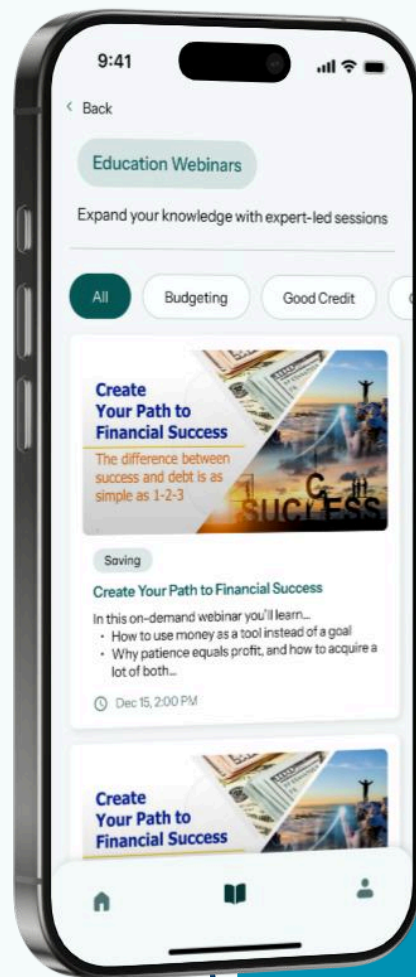 9:41
Back
Education Webinars
Expand your knowledge with expert-led sessions
All
Budgeting
Good Credit
Create
Your Path to
Financial Success
The difference between
success and debt is as
simple as 1-2-3
SUCCESS
Saving
Create Your Path to Financial Success
In this on-demand webinar you'll learn...
• How to use money as a tool instead of a goal
• Why patience equals profit, and how to acquire a
lot of both...
Dec 15, 2:00 PM
Create
Your Path to
Financial Success